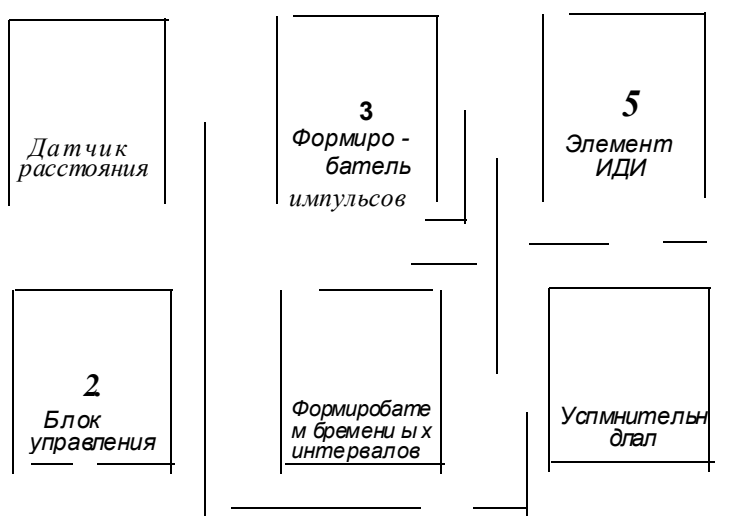 Датчик
расстояния
3
Формиро -
батель
импульсов
5
Элемент
ИДИ
2
Блок
управления
Формиробате
м бремени ы х
интервалов
Успмнительн
длал